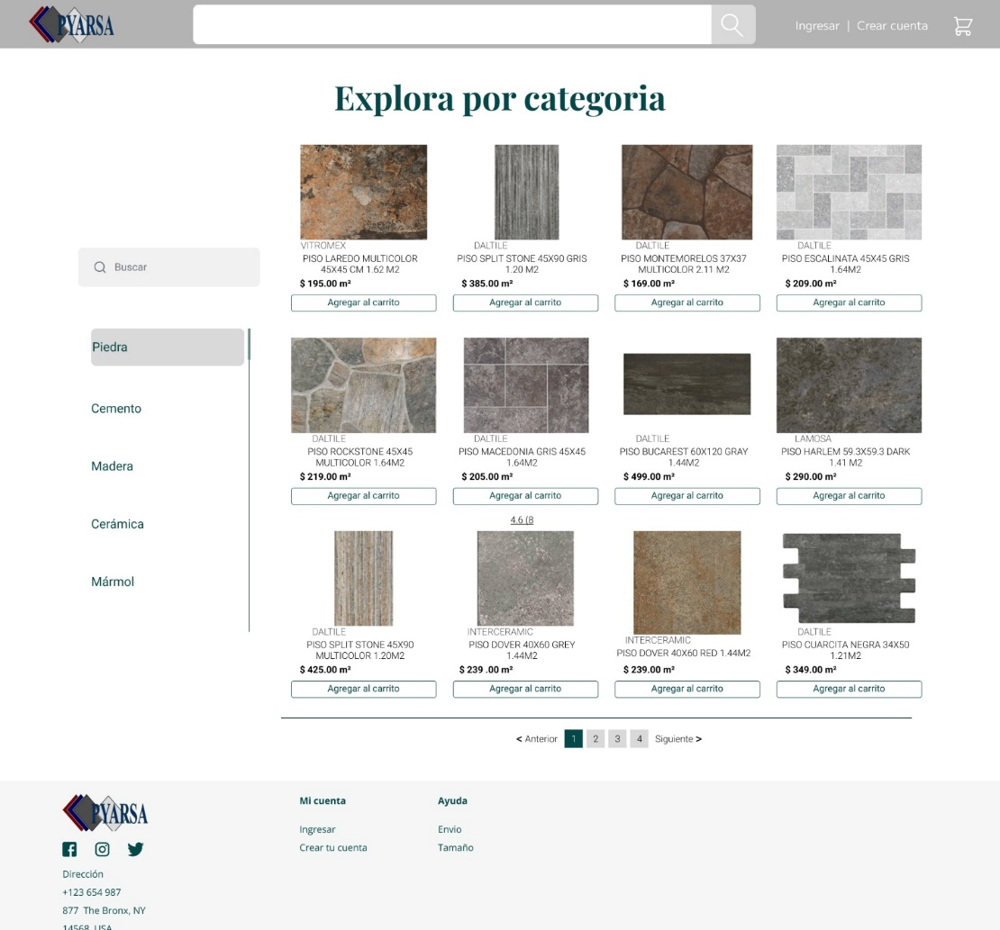 PYARSA
Ingresar | Crear cuenta
Explora por categoria
Buscar
Piedra
Cemento
Madera
Cerámica
Mármol
VITROMEX
PISO LAREDO MULTICOLOR
45X45 CM 1.62 M2
$ 195.00 m²
Agregar al carrito
DALTILE
PISO SPLIT STONE 45X90 GRIS
1.20 M2
$ 385.00 m²
Agregar al carrito
DALTILE
PISO MONTEMORELOS 37X37
MULTICOLOR 2.11 M2
$ 169.00 m²
Agregar al carrito
DALTILE
PISO ESCALINATA 45X45 GRIS
1.64M2
$ 209.00 m²
Agregar al carrito
DALTILE
PISO ROCKSTONE 45X45
MULTICOLOR 1.64M2
$ 219.00 m²
Agregar al carrito
DALTILE
PISO MACEDONIA GRIS 45X45
1.64M2
$ 205.00 m²
Agregar al carrito
DALTILE
PISO BUCAREST 60X120 GRAY
1.44M2
$ 499.00 m²
Agregar al carrito
LAMOSA
PISO HARLEM 59.3X59.3 DARK
1.41 M2
$ 290.00 m²
Agregar al carrito
DALTILE
PISO SPLIT STONE 45X90
MULTICOLOR 1.20M2
$ 425.00 m²
Agregar al carrito
4.6 (8
INTERCERAMIC
PISO DOVER 40X60 GREY
1.44M2
$ 239 .00 m²
Agregar al carrito
INTERCERAMIC
PISO DOVER 40X60 RED 1.44M2
$ 239.00 m²
Agregar al carrito
DALTILE
PISO CUARCITA NEGRA 34X50
1.21M2
$ 349.00 m²
Agregar al carrito
< Anterior 1 2 3 4 Siguiente >
PYARSA
Dirección
+123 654 987
877 The Bronx, NY
14568, USA
Mi cuenta
Ingresar
Crear tu cuenta
Ayuda
Envio
Tamaño